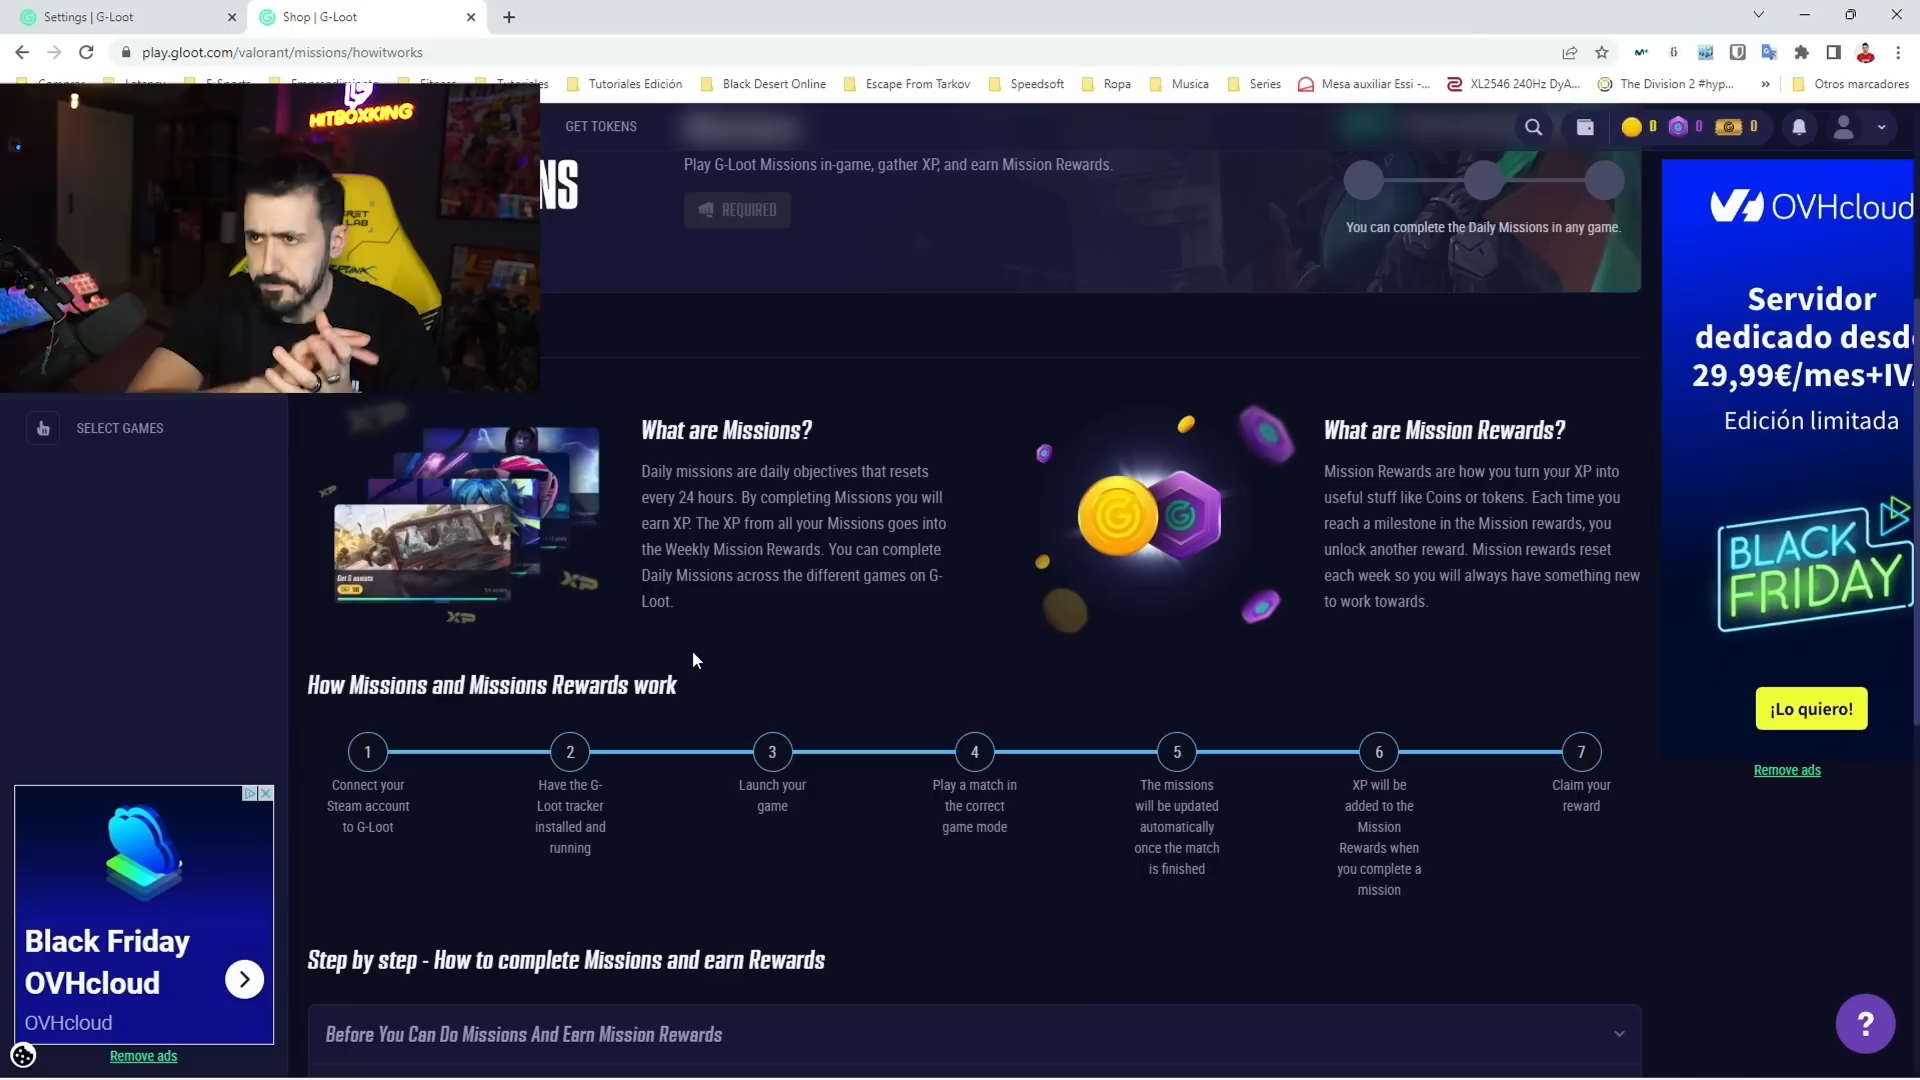 Settings | G-Loot
Shop | G-Loot
play.gloot.com/valorant/missions/howitworks
Tutoriales Edición
Black Desert Online
Escape From Tarkov
Speedsoft
Ropa
Musica
Series
Mesa auxiliar Essi -...
XL2546 240Hz DyA...
The Division 2 #hyp...
»
Otros marcadores
HITBOXKING
GET TOKENS
0
0
0
NS
Play G-Loot Missions in-game, gather XP, and earn Mission Rewards.
REQUIRED
You can complete the Daily Missions in any game.
SELECT GAMES
What are Missions?
Daily missions are daily objectives that resets
every 24 hours. By completing Missions you will
earn XP. The XP from all your Missions goes into
the Weekly Mission Rewards. You can complete
Daily Missions across the different games on G-
Loot.
XP
XP
XP
XP
What are Mission Rewards?
Mission Rewards are how you turn your XP into
useful stuff like Coins or tokens. Each time you
reach a milestone in the Mission rewards, you
unlock another reward. Mission rewards reset
each week so you will always have something new
to work towards.
How Missions and Missions Rewards work
1
Connect your
Steam account
to G-Loot
2
Have the G-
Loot tracker
installed and
running
3
Launch your
game
4
Play a match in
the correct
game mode
5
The missions
will be updated
automatically
once the match
is finished
6
XP will be
added to the
Mission
Rewards when
you complete a
mission
7
Claim your
reward
Step by step - How to complete Missions and earn Rewards
Before You Can Do Missions And Earn Mission Rewards
OVHcloud
Servidor
dedicado desde
29,99€/mes+IVA
Edición limitada
BLACK
FRIDAY
¡Lo quiero!
Remove ads
Black Friday
OVHcloud
OVHcloud
Remove ads
?